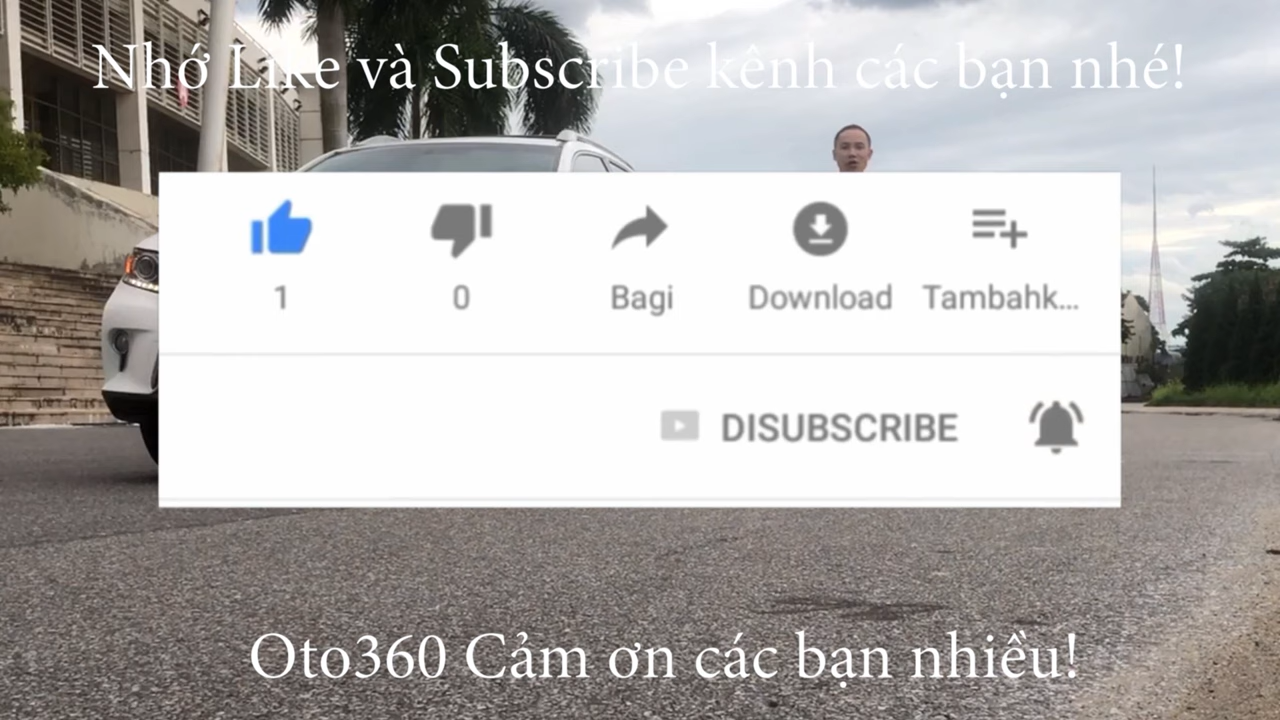 Nhớ Like và Subscribe kênh các bạn nhé!
1 0 Bagi Download Tambahk...
DISUBSCRIBE
Oto360 Cảm ơn các bạn nhiều!